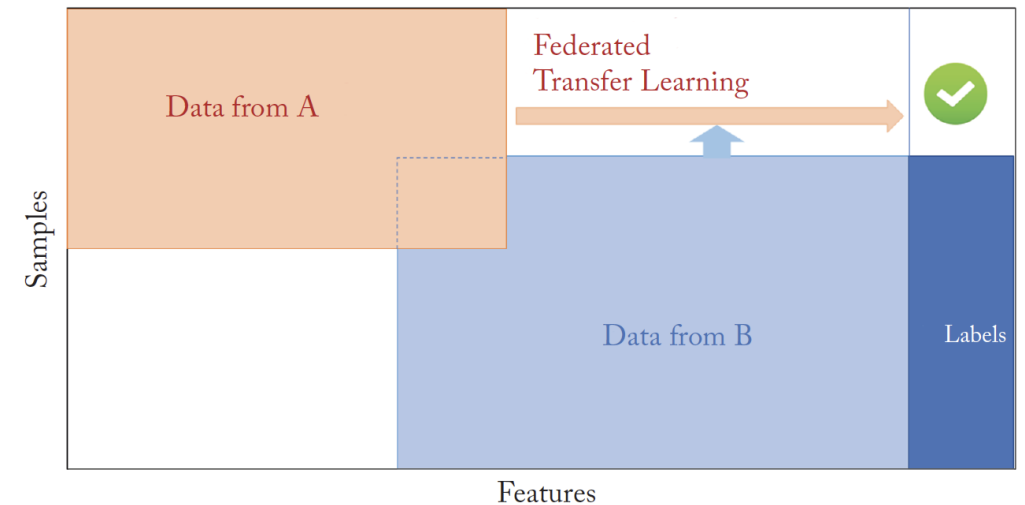 Federated
Transfer Learning
Data from A
Samples
Data from B
Labels
Features